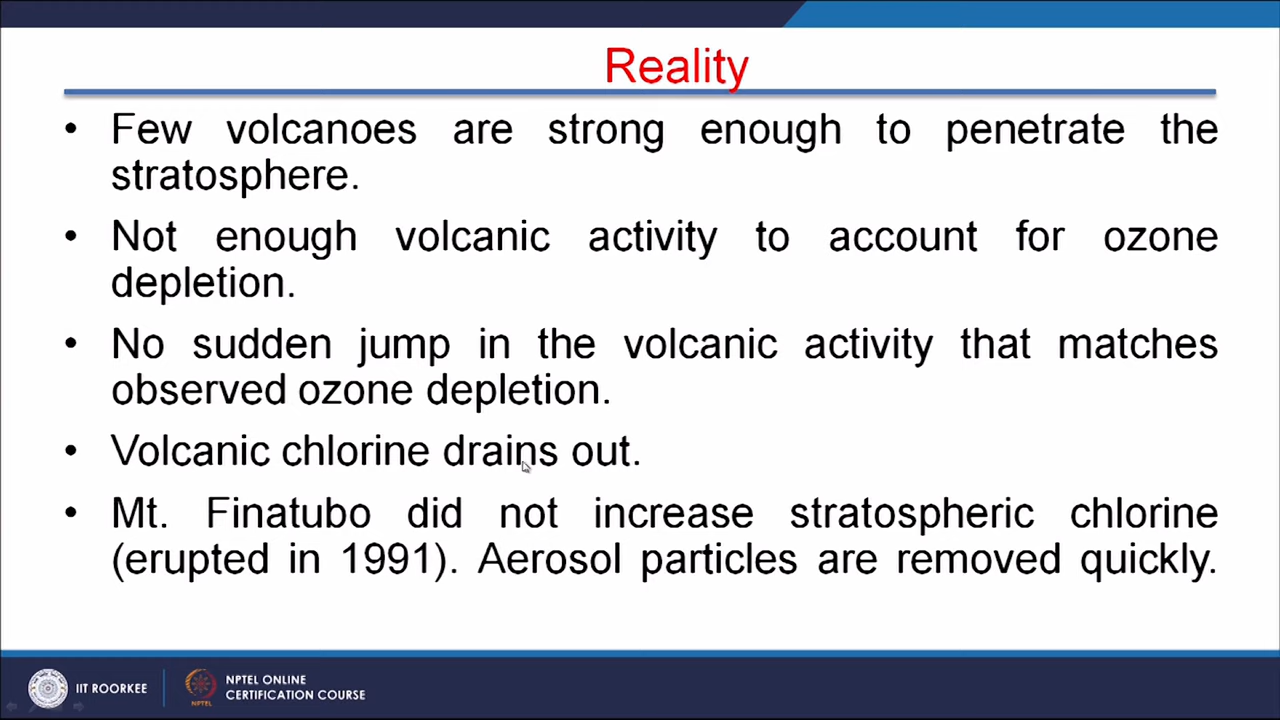 Reality
• Few volcanoes are strong enough to penetrate the
stratosphere.
• Not enough volcanic activity to account for ozone
depletion.
• No sudden jump in the volcanic activity that matches
observed ozone depletion.
• Volcanic chlorine drains out.
• Mt. Finatubo did not increase stratospheric chlorine
(erupted in 1991). Aerosol particles are removed quickly.
IIT ROORKEE
NPTEL
NPTEL ONLINE
CERTIFICATION COURSE